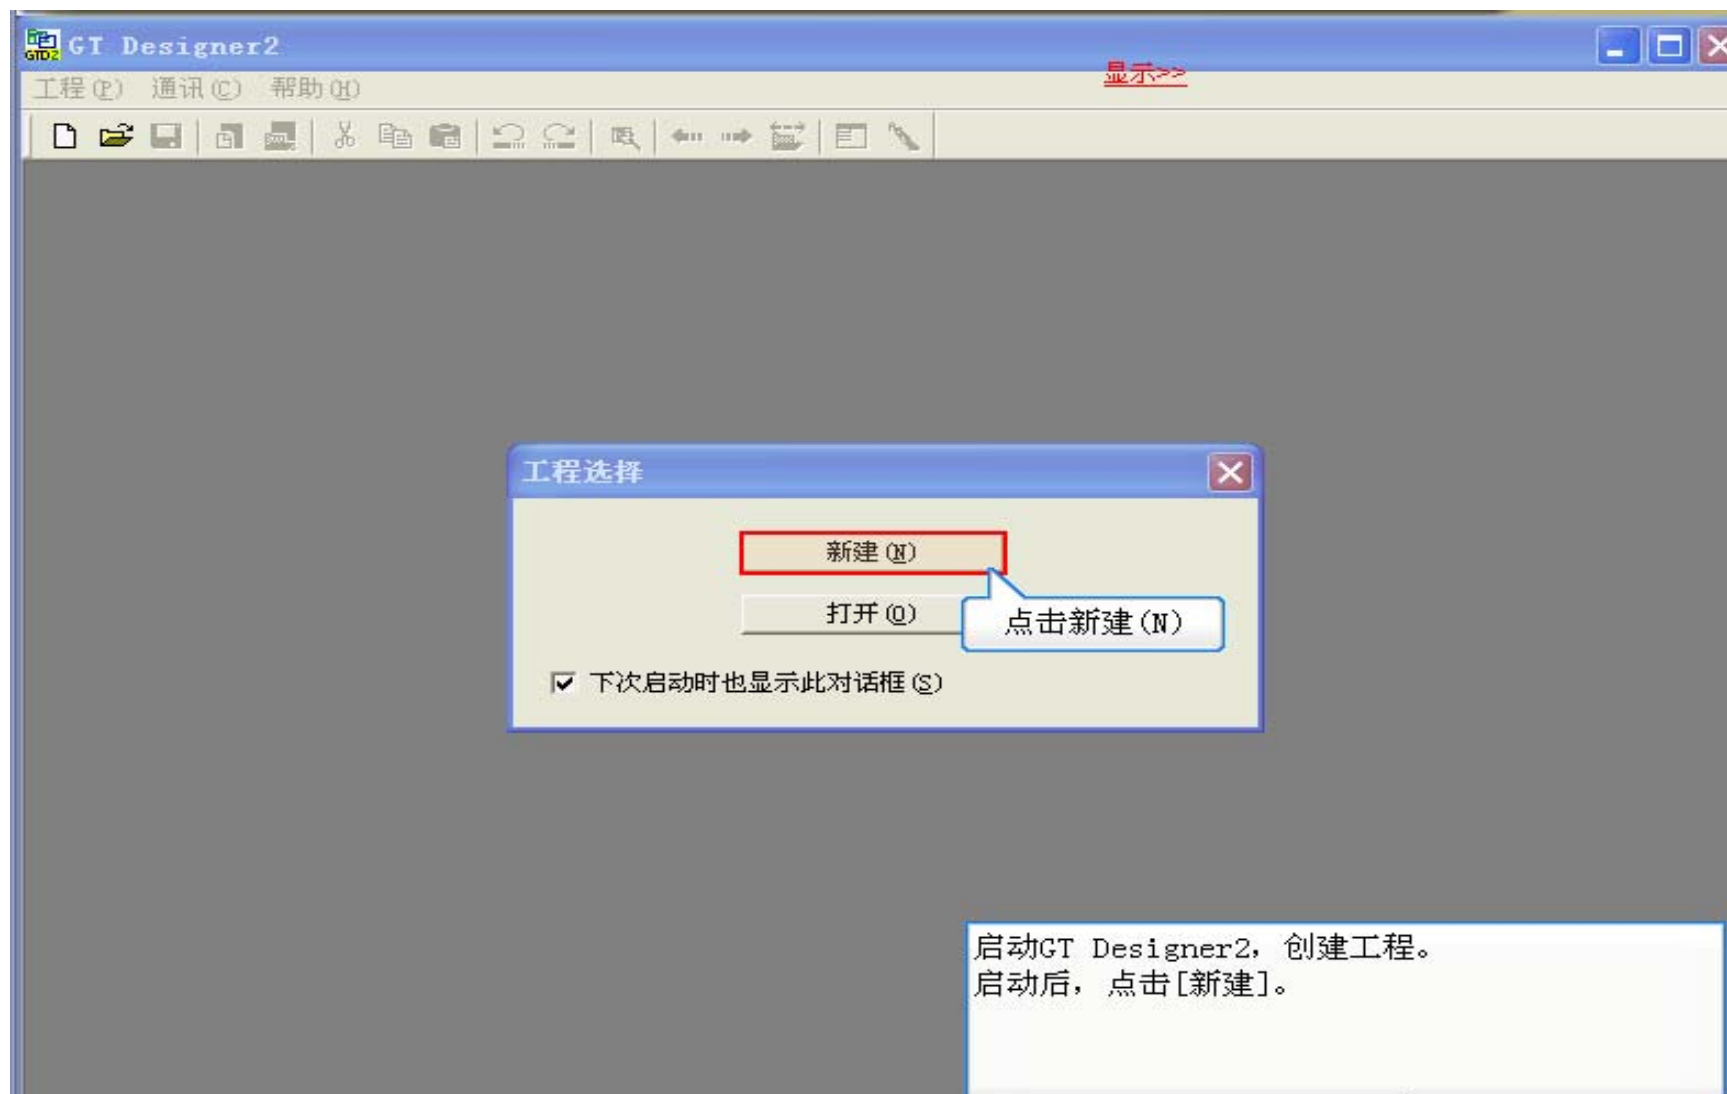 GT Designer2
显示>>
工程(P) 通讯(C) 帮助(H)
工程选择
新建(N)
打开(O)
点击新建(N)
下次启动时也显示此对话框(S)
启动GT Designer2，创建工程。
启动后，点击[新建]。